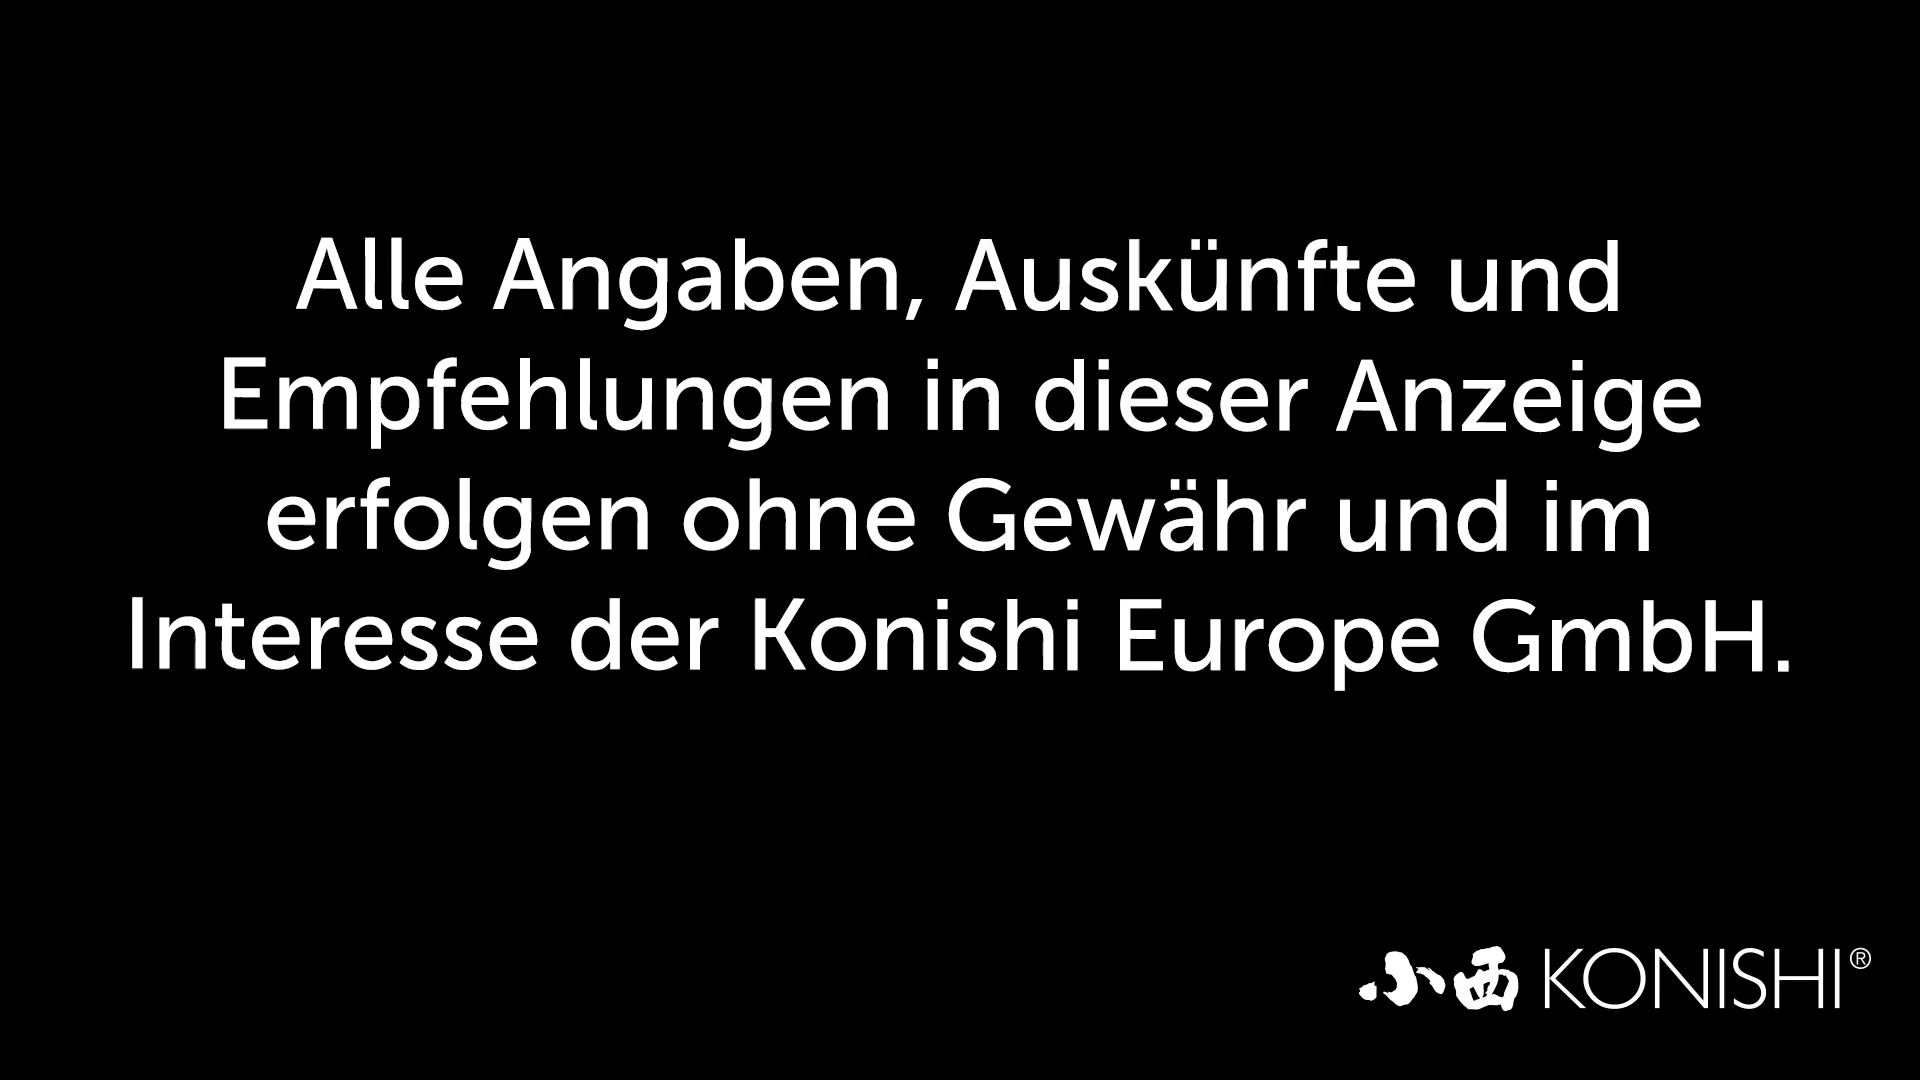 Alle Angaben, Auskünfte und
Empfehlungen in dieser Anzeige
erfolgen ohne Gewähr und im
Interesse der Konishi Europe GmbH.
小西 KONISHI®